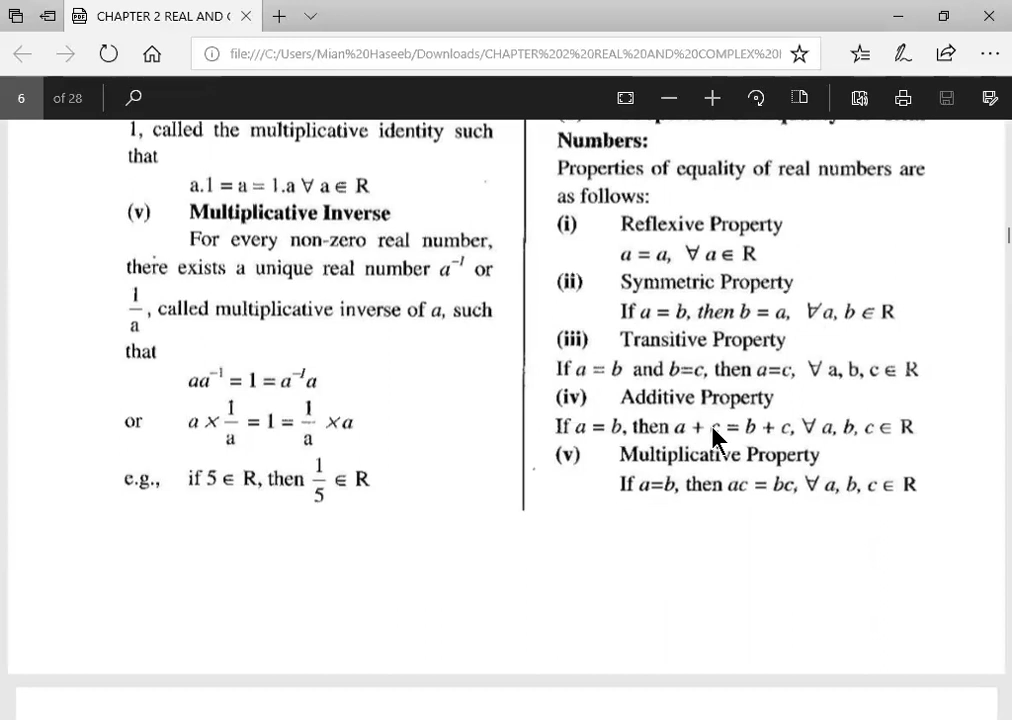 CHAPTER 2 REAL AND C
file:///C:/Users/Mian%20Haseeb/Downloads/CHAPTER%202%20REAL%20AND%20COMPLEX%20I
6 of 28
1, called the multiplicative identity such
that
a.1 = a = 1.a ∀ a ∈ R
(v) Multiplicative Inverse
For every non-zero real number,
there exists a unique real number a⁻¹ or
1/a, called multiplicative inverse of a, such
that
aa⁻¹ = 1 = a⁻¹a
or a × 1/a = 1 = 1/a × a
e.g., if 5 ∈ R, then 1/5 ∈ R
Numbers:
Properties of equality of real numbers are
as follows:
(i) Reflexive Property
a = a, ∀ a ∈ R
(ii) Symmetric Property
If a = b, then b = a, ∀ a, b ∈ R
(iii) Transitive Property
If a = b and b=c, then a=c, ∀ a, b, c ∈ R
(iv) Additive Property
If a = b, then a + c = b + c, ∀ a, b, c ∈ R
(v) Multiplicative Property
If a=b, then ac = bc, ∀ a, b, c ∈ R